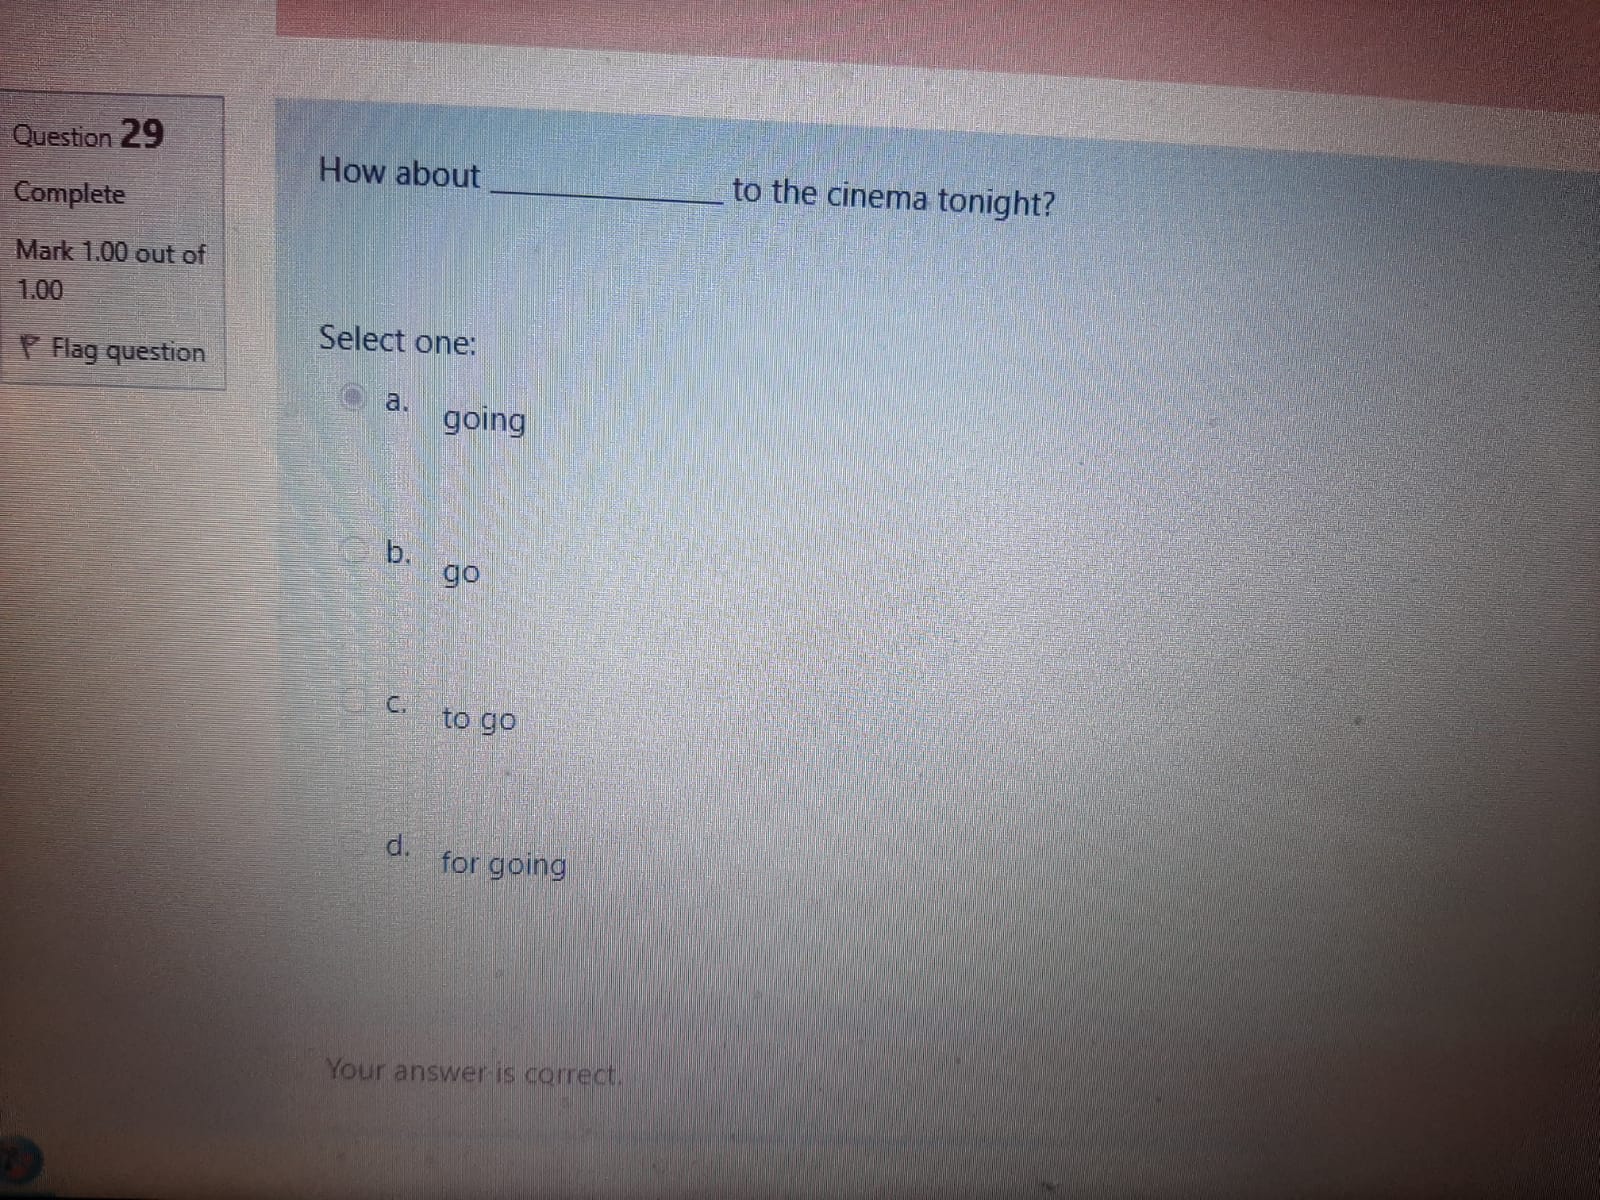 Question 29
Complete
Mark 1.00 out of
1.00
Flag question
How about ____________ to the cinema tonight?
Select one:
a. going
b. go
c. to go
d. for going
Your answer is correct.